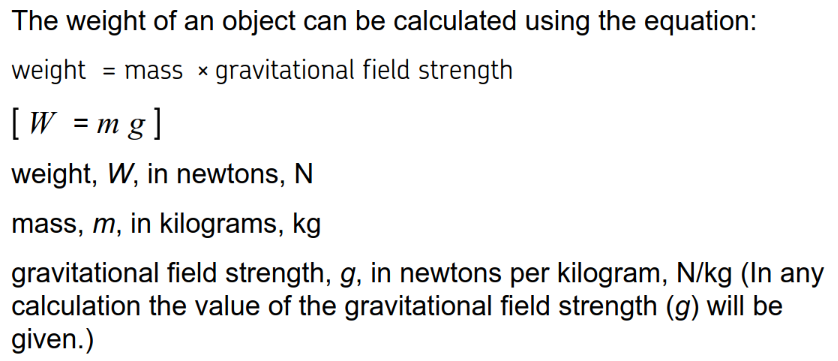 The weight of an object can be calculated using the equation:
weight = mass × gravitational field strength
[ W = m g ]
weight, W, in newtons, N
mass, m, in kilograms, kg
gravitational field strength, g, in newtons per kilogram, N/kg (In any
calculation the value of the gravitational field strength (g) will be
given.)